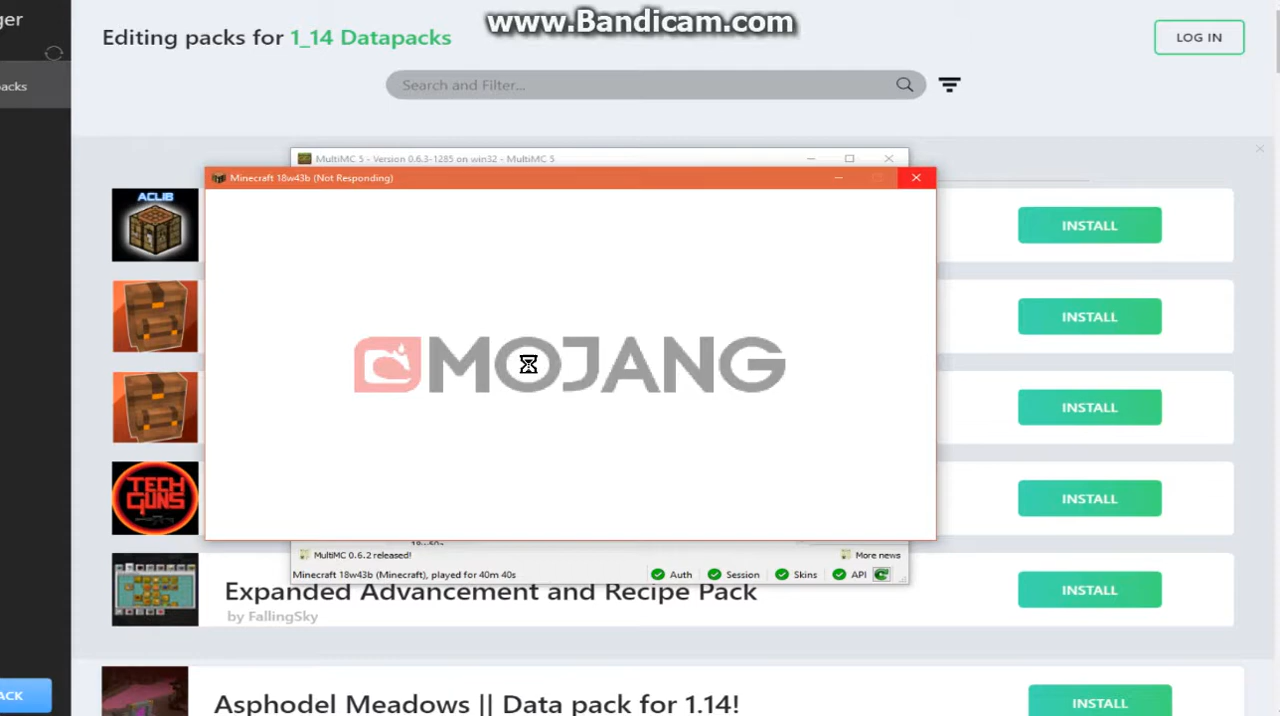 www.Bandicam.com
ger
Editing packs for 1_14 Datapacks
LOG IN
Search and Filter...
acks
MultiMC 5 - Version 0.6.3-1285 on win32 - MultiMC 5
Minecraft 18w43b (Not Responding)
ACLIB
INSTALL
MOJANG
INSTALL
INSTALL
TECH
GUNS
INSTALL
MultiMC 0.6.2 released!
More news
Minecraft 18w43b (Minecraft), played for 40m 40s
Auth
Session
Skins
API
Expanded Advancement and Recipe Pack
by FallingSky
INSTALL
ACK
Asphodel Meadows || Data pack for 1.14!
INSTALL